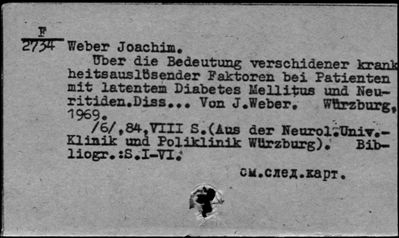 F
2734
Weber Joachim.
Über die Bedeutung verschidener krank
heitsauslösender Faktoren bei Patienten
mit latentem Diabetes Mellitus und Neu-
ritiden.Diss... Von J.Weber. Würzburg,
1969.
/6/,84,VIII S.(Aus der Neurol.Univ.-
Klinik und Poliklinik Würzburg). Bib-
liogr.:S.I-VI.
см.след.карт.